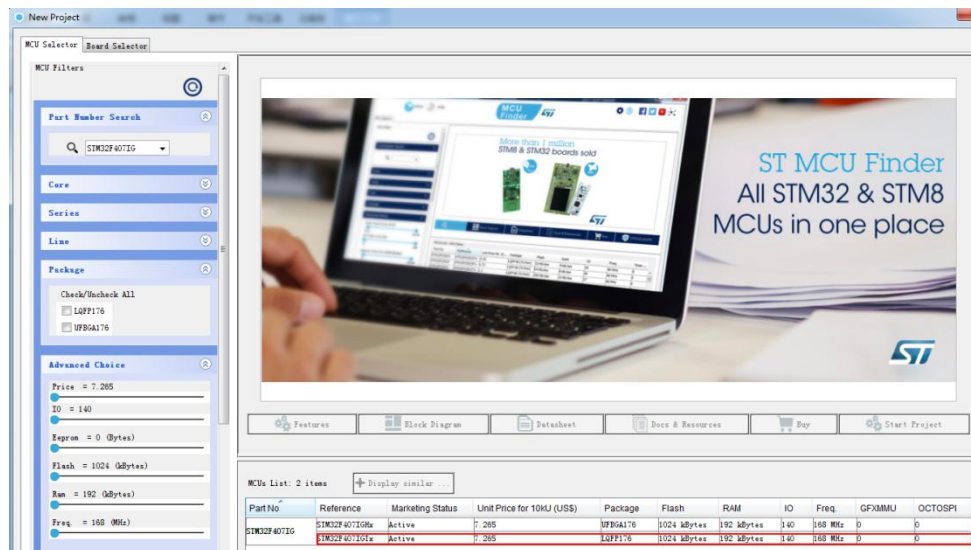 New Project
MCU Selector
Board Selector
MCU Filters
Part Number Search
STM32F407IG
Core
Series
Line
Package
Check/Uncheck All
LQFP176
UFBGA176
Advanced Choice
Price = 7.265
IO = 140
Eeprom = 0 (Bytes)
Flash = 1024 (kBytes)
Ram = 192 (kBytes)
Freq. = 168 (MHz)
MCU
Finder
More than 1 million
STM8 & STM32 boards sold
ST MCU Finder
All STM32 & STM8
MCUs in one place
Features
Block Diagram
Datasheet
Docs & Resources
Buy
Start Project
MCUs List: 2 items
Display similar ...
Part No Reference Marketing Status Unit Price for 10kU (US$) Package Flash RAM IO Freq. GFXMMU OCTOSPI
STM32F407IG
STM32F407IGHx Active 7.265 UFBGA176 1024 kBytes 192 kBytes 140 168 MHz 0 0
STM32F407IGTx Active 7.265 LQFP176 1024 kBytes 192 kBytes 140 168 MHz 0 0